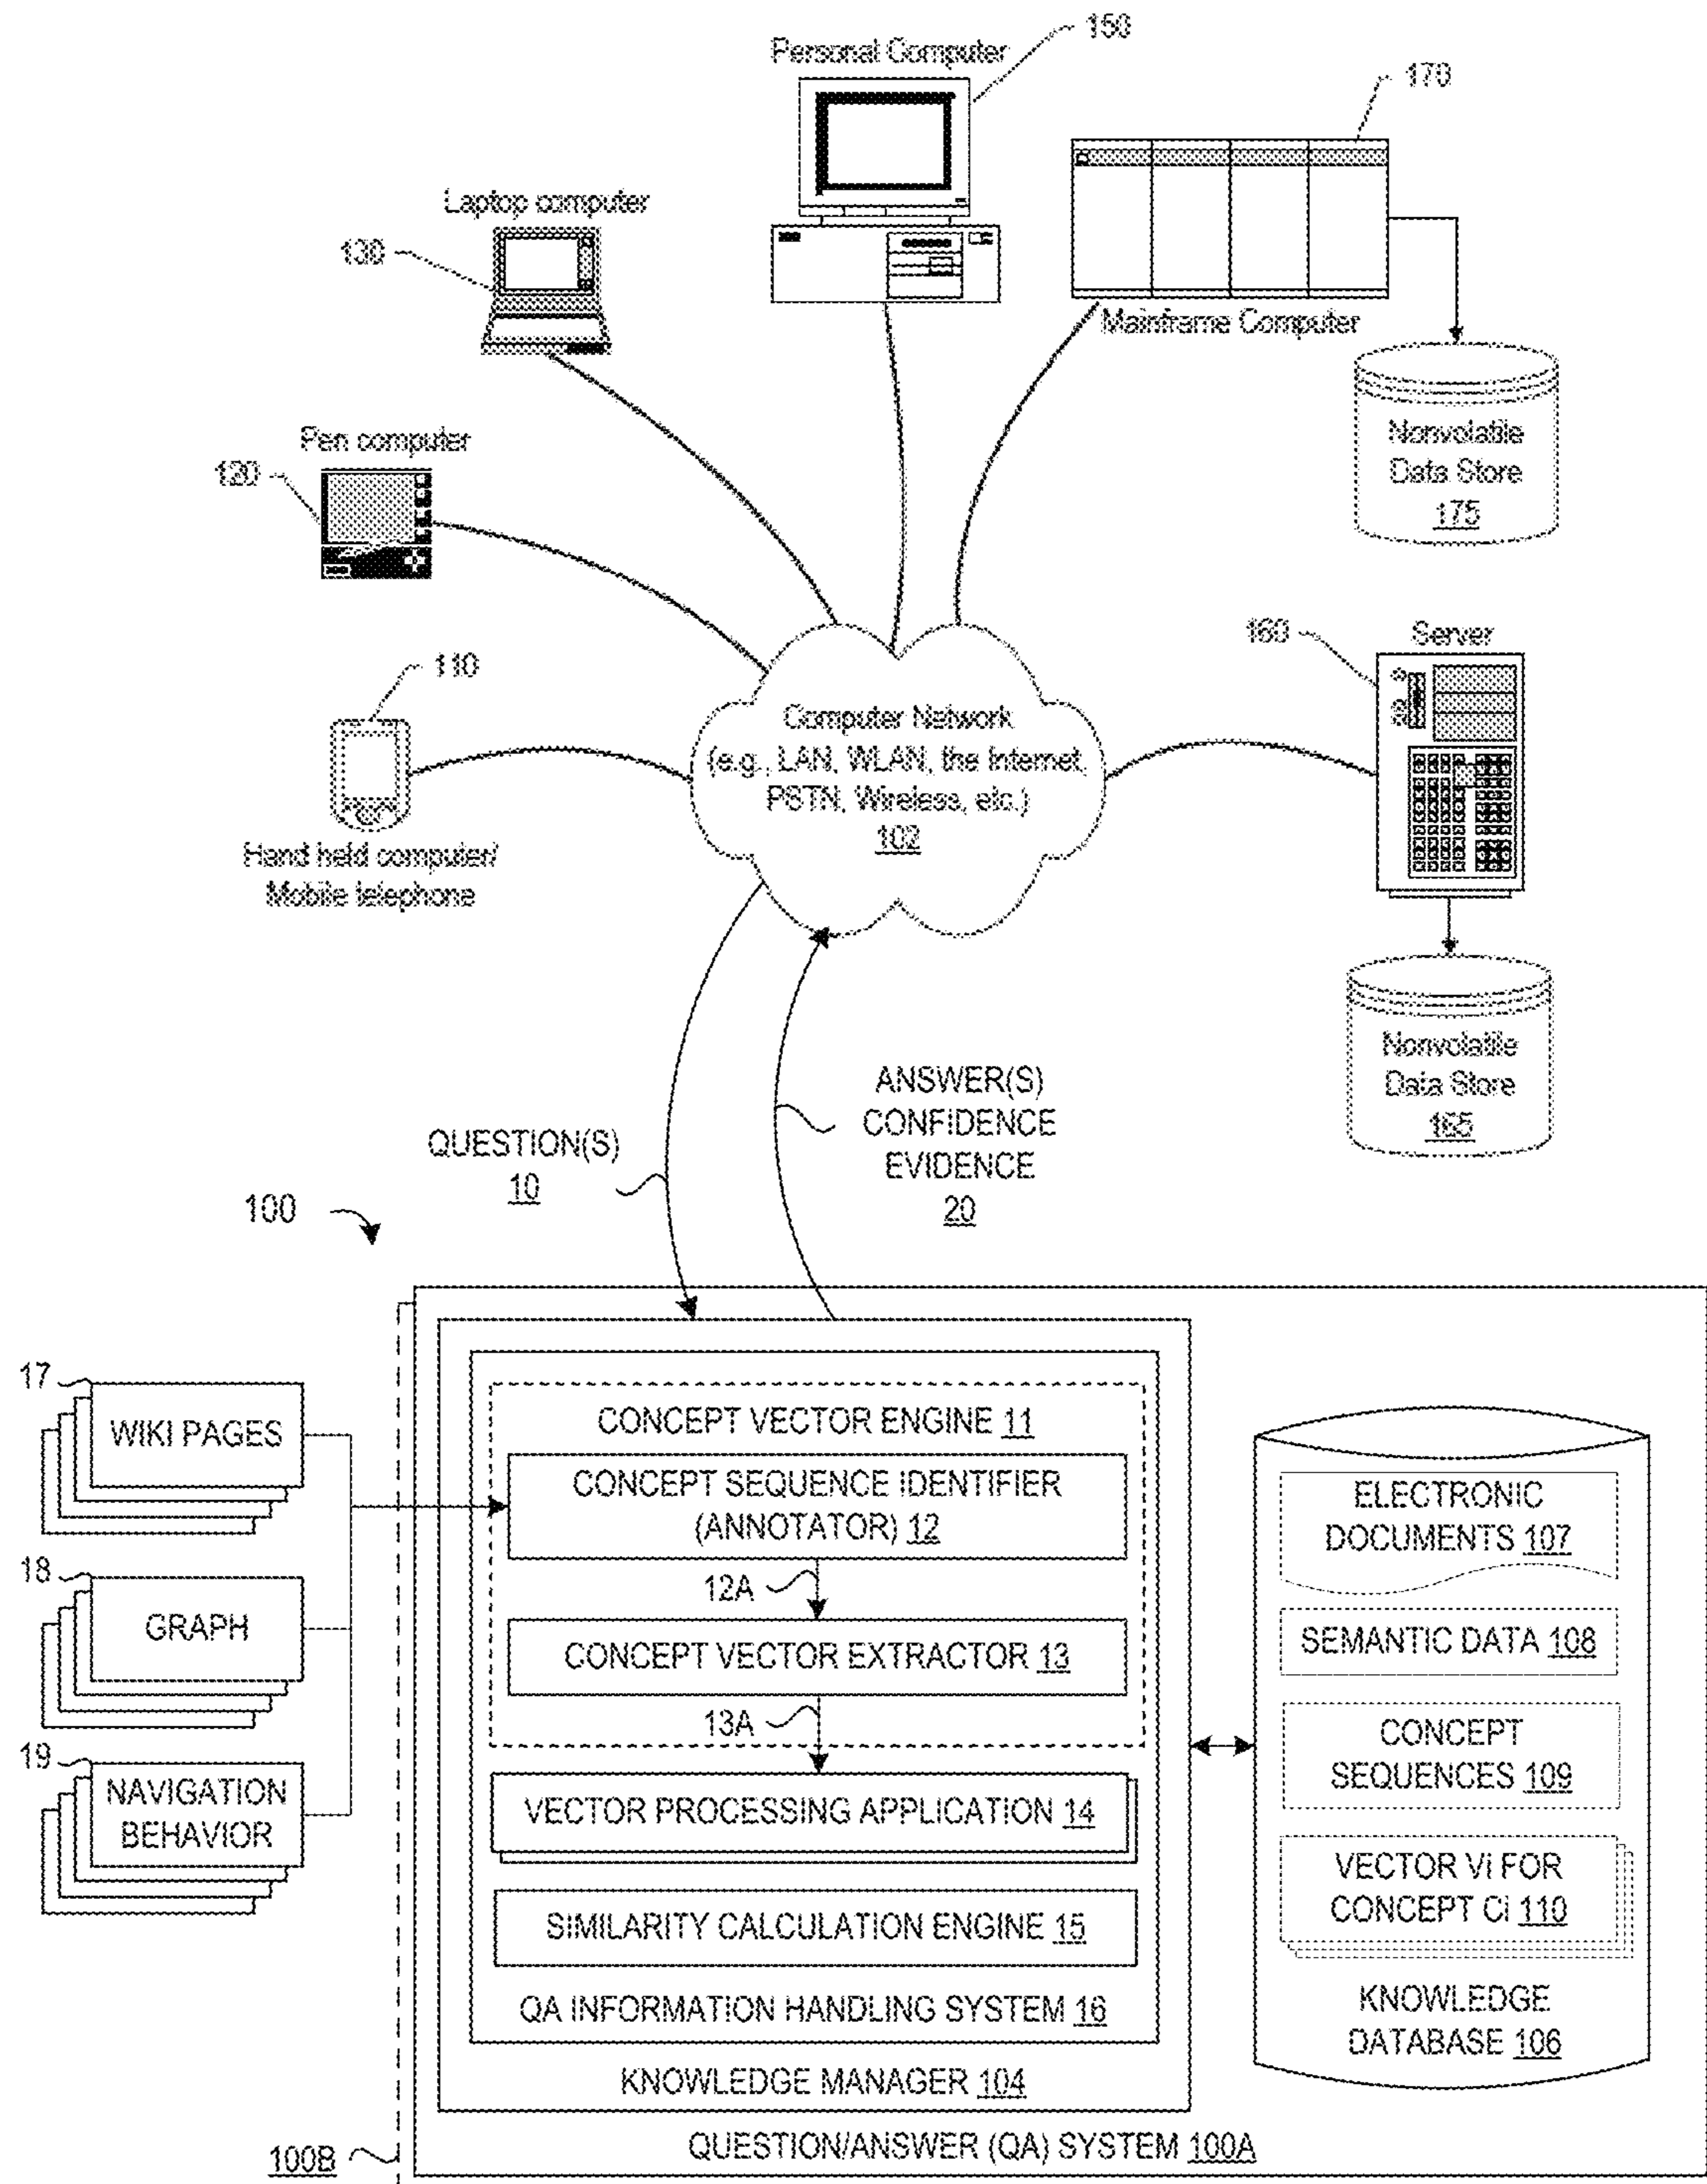 150
Personal Computer
170
Laptop computer
130
Mainframe Computer
Nonvolatile
Data Store
175
Pen computer
120
160
Server
110
Computer Network
(e.g., LAN, WLAN, the Internet,
PSTN, Wireless, etc.)
102
Hand held computer/
Mobile telephone
Nonvolatile
Data Store
165
QUESTION(S)
10
ANSWER(S)
CONFIDENCE
EVIDENCE
20
100
17
WIKI PAGES
18
GRAPH
19
NAVIGATION
BEHAVIOR
CONCEPT VECTOR ENGINE 11
CONCEPT SEQUENCE IDENTIFIER
(ANNOTATOR) 12
12A
CONCEPT VECTOR EXTRACTOR 13
13A
VECTOR PROCESSING APPLICATION 14
SIMILARITY CALCULATION ENGINE 15
QA INFORMATION HANDLING SYSTEM 16
KNOWLEDGE MANAGER 104
ELECTRONIC
DOCUMENTS 107
SEMANTIC DATA 108
CONCEPT
SEQUENCES 109
VECTOR Vi FOR
CONCEPT Ci 110
KNOWLEDGE
DATABASE 106
100B
QUESTION/ANSWER (QA) SYSTEM 100A